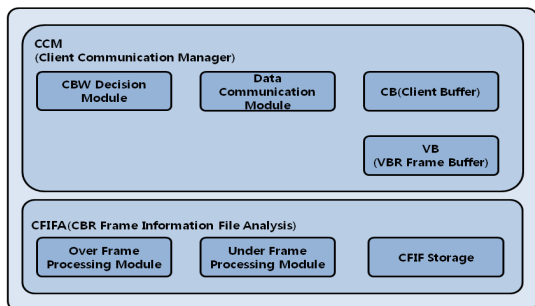 CCM
(Client Communication Manager)
CBW Decision
Module
Data
Communication
Module
CB(Client Buffer)
VB
(VBR Frame Buffer)
CFIFA(CBR Frame Information File Analysis)
Over Frame
Processing Module
Under Frame
Processing Module
CFIF Storage